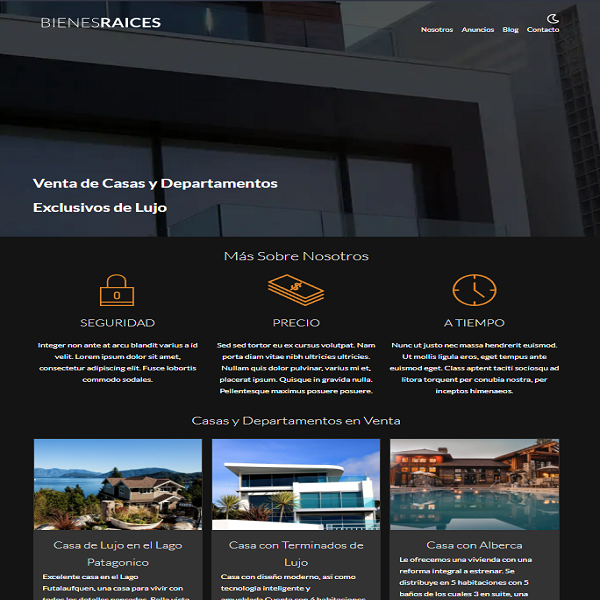 BIENESRAICES
Nosotros Anuncios Blog Contacto
Venta de Casas y Departamentos
Exclusivos de Lujo
Más Sobre Nosotros
SEGURIDAD
Integer non ante at arcu blandit varius a id
velit. Lorem ipsum dolor sit amet,
consectetur adipiscing elit. Fusce lobortis
commodo sodales.
PRECIO
Sed sed tortor eu ex cursus volutpat. Nam
porta diam vitae nibh ultricies ultricies.
Nullam quis dolor pulvinar, varius mi et,
placerat ipsum. Quisque in gravida nulla.
Pellentesque maximus posuere posuere.
A TIEMPO
Nunc ut justo nec massa hendrerit euismod.
Ut mollis ligula eros, eget tempus ante
euismod eget. Class aptent taciti sociosqu ad
litora torquent per conubia nostra, per
inceptos himenaeos.
Casas y Departamentos en Venta
Casa de Lujo en el Lago
Patagonico
Excelente casa en el Lago
Futalaufquen, una casa para vivir con
Casa con Terminados de
Lujo
Casa con diseño moderno, así como
tecnología inteligente y
amueblada Cuenta con 6 habitaciones
Casa con Alberca
Le ofrecemos una vivienda con una
reforma integral a estrenar. Se
distribuye en 5 habitaciones con 5
baños de los cuales 3 en suite, una